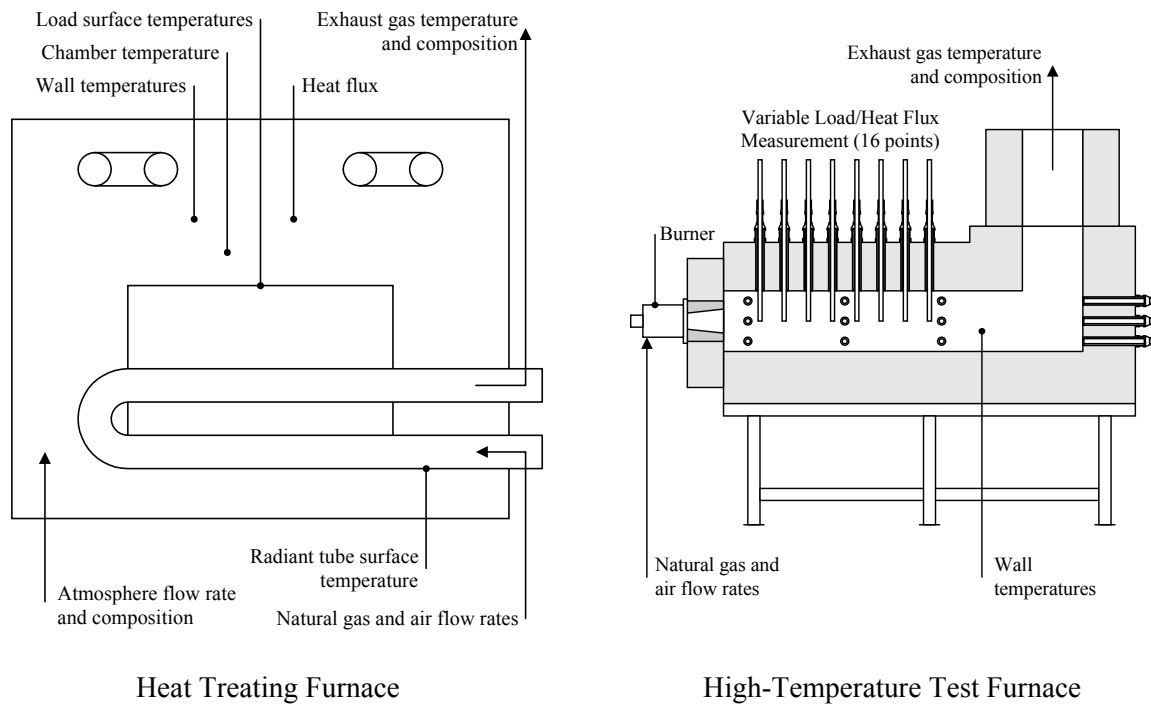 Load surface temperatures
Chamber temperature
Wall temperatures
Exhaust gas temperature
and composition
Heat flux
Radiant tube surface
temperature
Atmosphere flow rate
and composition
Natural gas and air flow rates
Heat Treating Furnace
Exhaust gas temperature
and composition
Variable Load/Heat Flux
Measurement (16 points)
Burner
Natural gas and
air flow rates
Wall
temperatures
High-Temperature Test Furnace